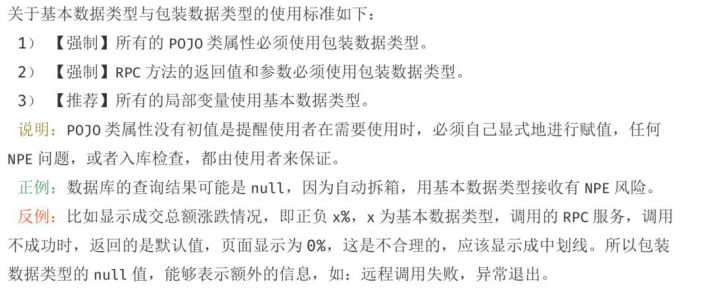 关于基本数据类型与包装数据类型的使用标准如下：
1） 【强制】所有的 POJO 类属性必须使用包装数据类型。
2） 【强制】RPC 方法的返回值和参数必须使用包装数据类型。
3） 【推荐】所有的局部变量使用基本数据类型。
说明：POJO 类属性没有初值是提醒使用者在需要使用时，必须自己显式地进行赋值，任何
NPE 问题，或者入库检查，都由使用者来保证。
正例：数据库的查询结果可能是 null，因为自动拆箱，用基本数据类型接收有 NPE 风险。
反例：比如显示成交总额涨跌情况，即正负 x%，x 为基本数据类型，调用的 RPC 服务，调用
不成功时，返回的是默认值，页面显示为 0%，这是不合理的，应该显示成中划线。所以包装
数据类型的 null 值，能够表示额外的信息，如：远程调用失败，异常退出。